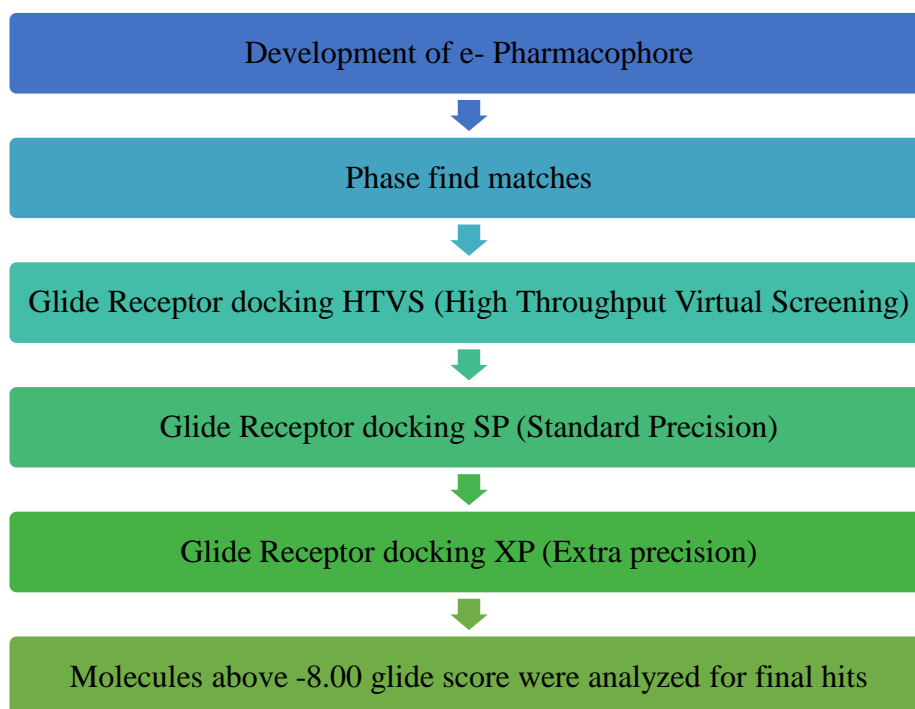 Development of e- Pharmacophore
Phase find matches
Glide Receptor docking HTVS (High Throughput Virtual Screening)
Glide Receptor docking SP (Standard Precision)
Glide Receptor docking XP (Extra precision)
Molecules above -8.00 glide score were analyzed for final hits